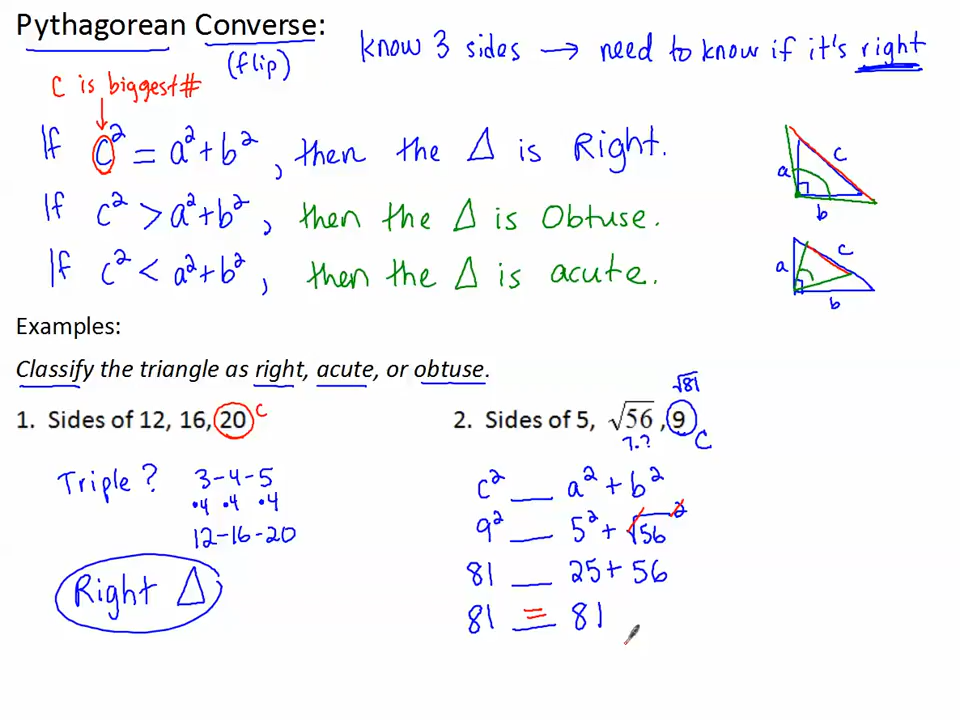 Pythagorean Converse:
(flip)
know 3 sides → need to know if it's right
C is biggest#
If c² = a² + b², then the △ is Right.
If c² > a² + b², then the △ is Obtuse.
If c² < a² + b², then the △ is acute.
a c b
a c b
Examples:
Classify the triangle as right, acute, or obtuse.
1. Sides of 12, 16, 20 c
Triple? 3-4-5
·4 ·4 ·4
12-16-20
Right △
√81
2. Sides of 5, √56, 9
7.? C
c² __ a² + b²
9² __ 5² + √56²
81 __ 25 + 56
81 = 81